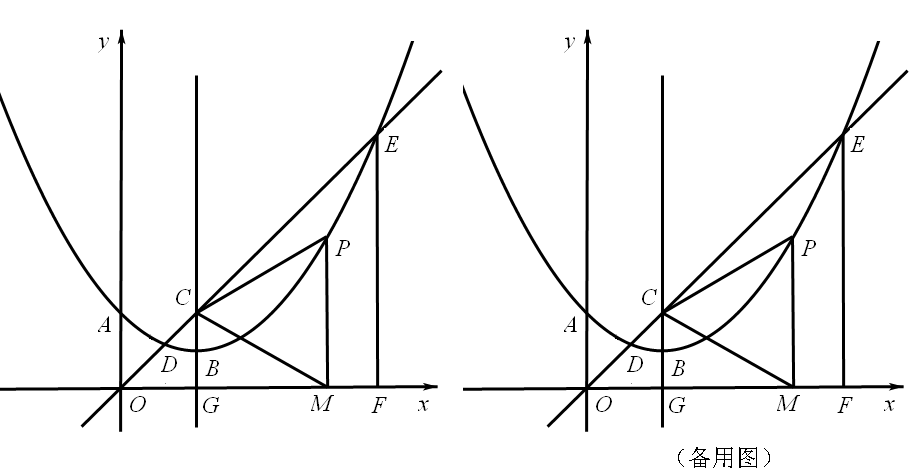 y y
E E
P P
C C
A A
D B D B
O G M F x O G M F x
（备用图）